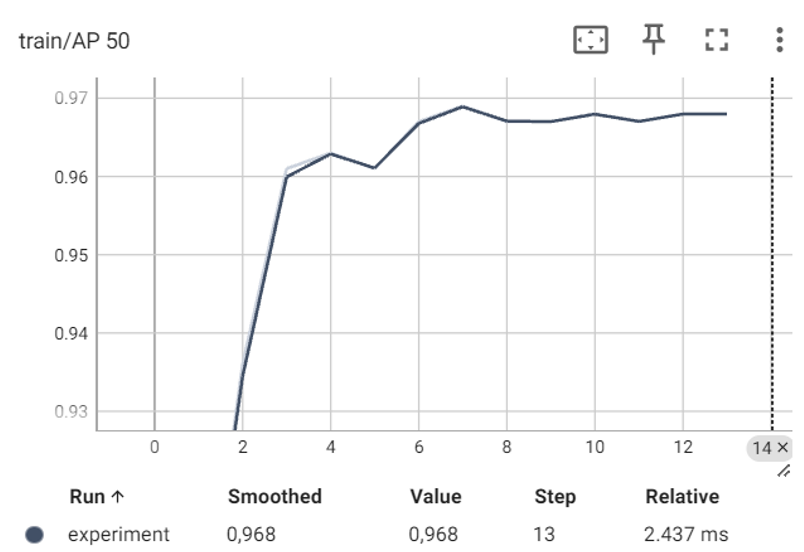 train/AP 50
0.97
0.96
0.95
0.94
0.93
0 2 4 6 8 10 12 14 ×
Run ↑ Smoothed Value Step Relative
experiment 0,968 0,968 13 2.437 ms